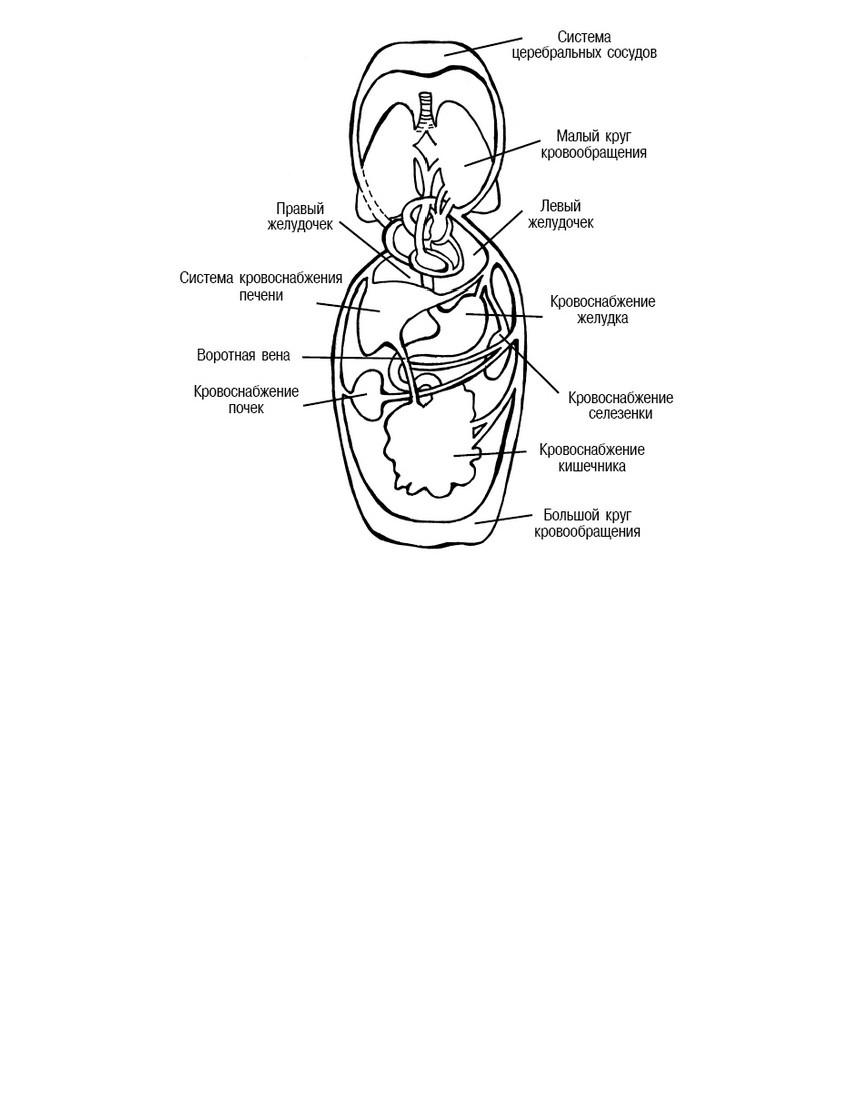 Система
церебральных сосудов
Малый круг
кровообращения
Правый
желудочек
Левый
желудочек
Система кровоснабжения
печени
Кровоснабжение
желудка
Воротная вена
Кровоснабжение
почек
Кровоснабжение
селезенки
Кровоснабжение
кишечника
Большой круг
кровообращения